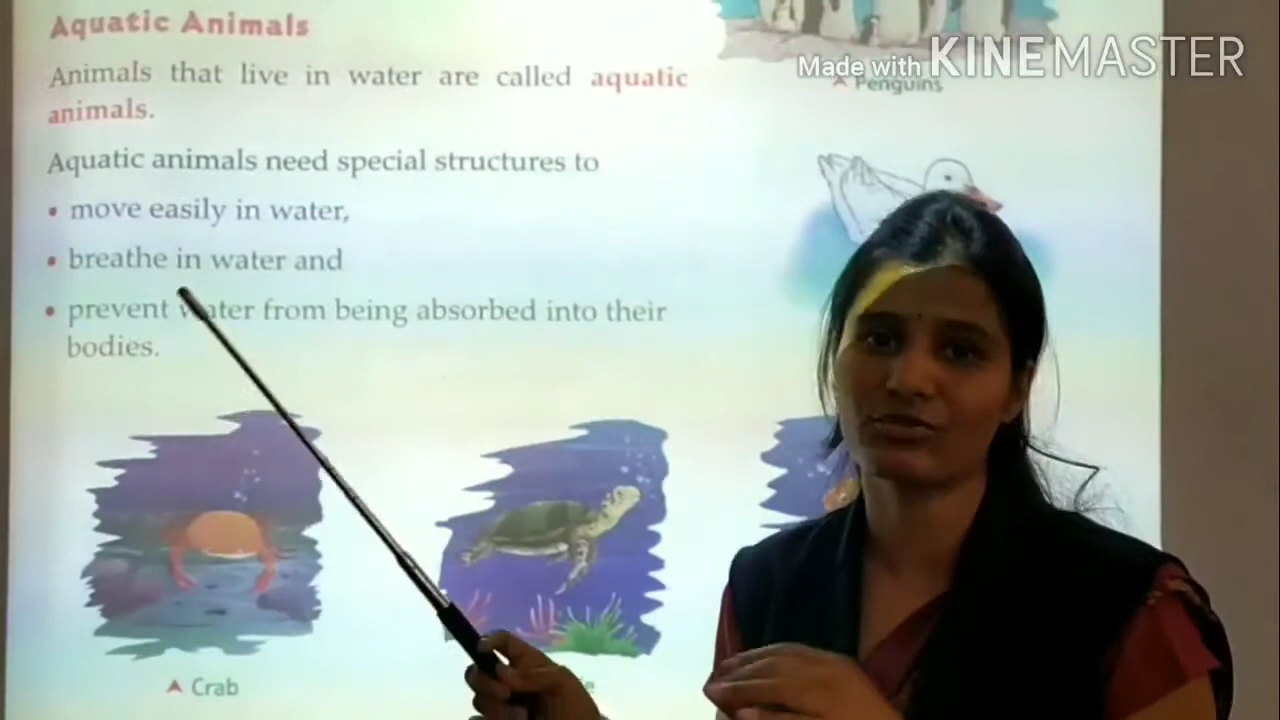 Aquatic Animals
Animals that live in water are called aquatic
animals.
Aquatic animals need special structures to
• move easily in water,
• breathe in water and
• prevent water from being absorbed into their
bodies.
Made with KINEMASTER
Penguins
Crab